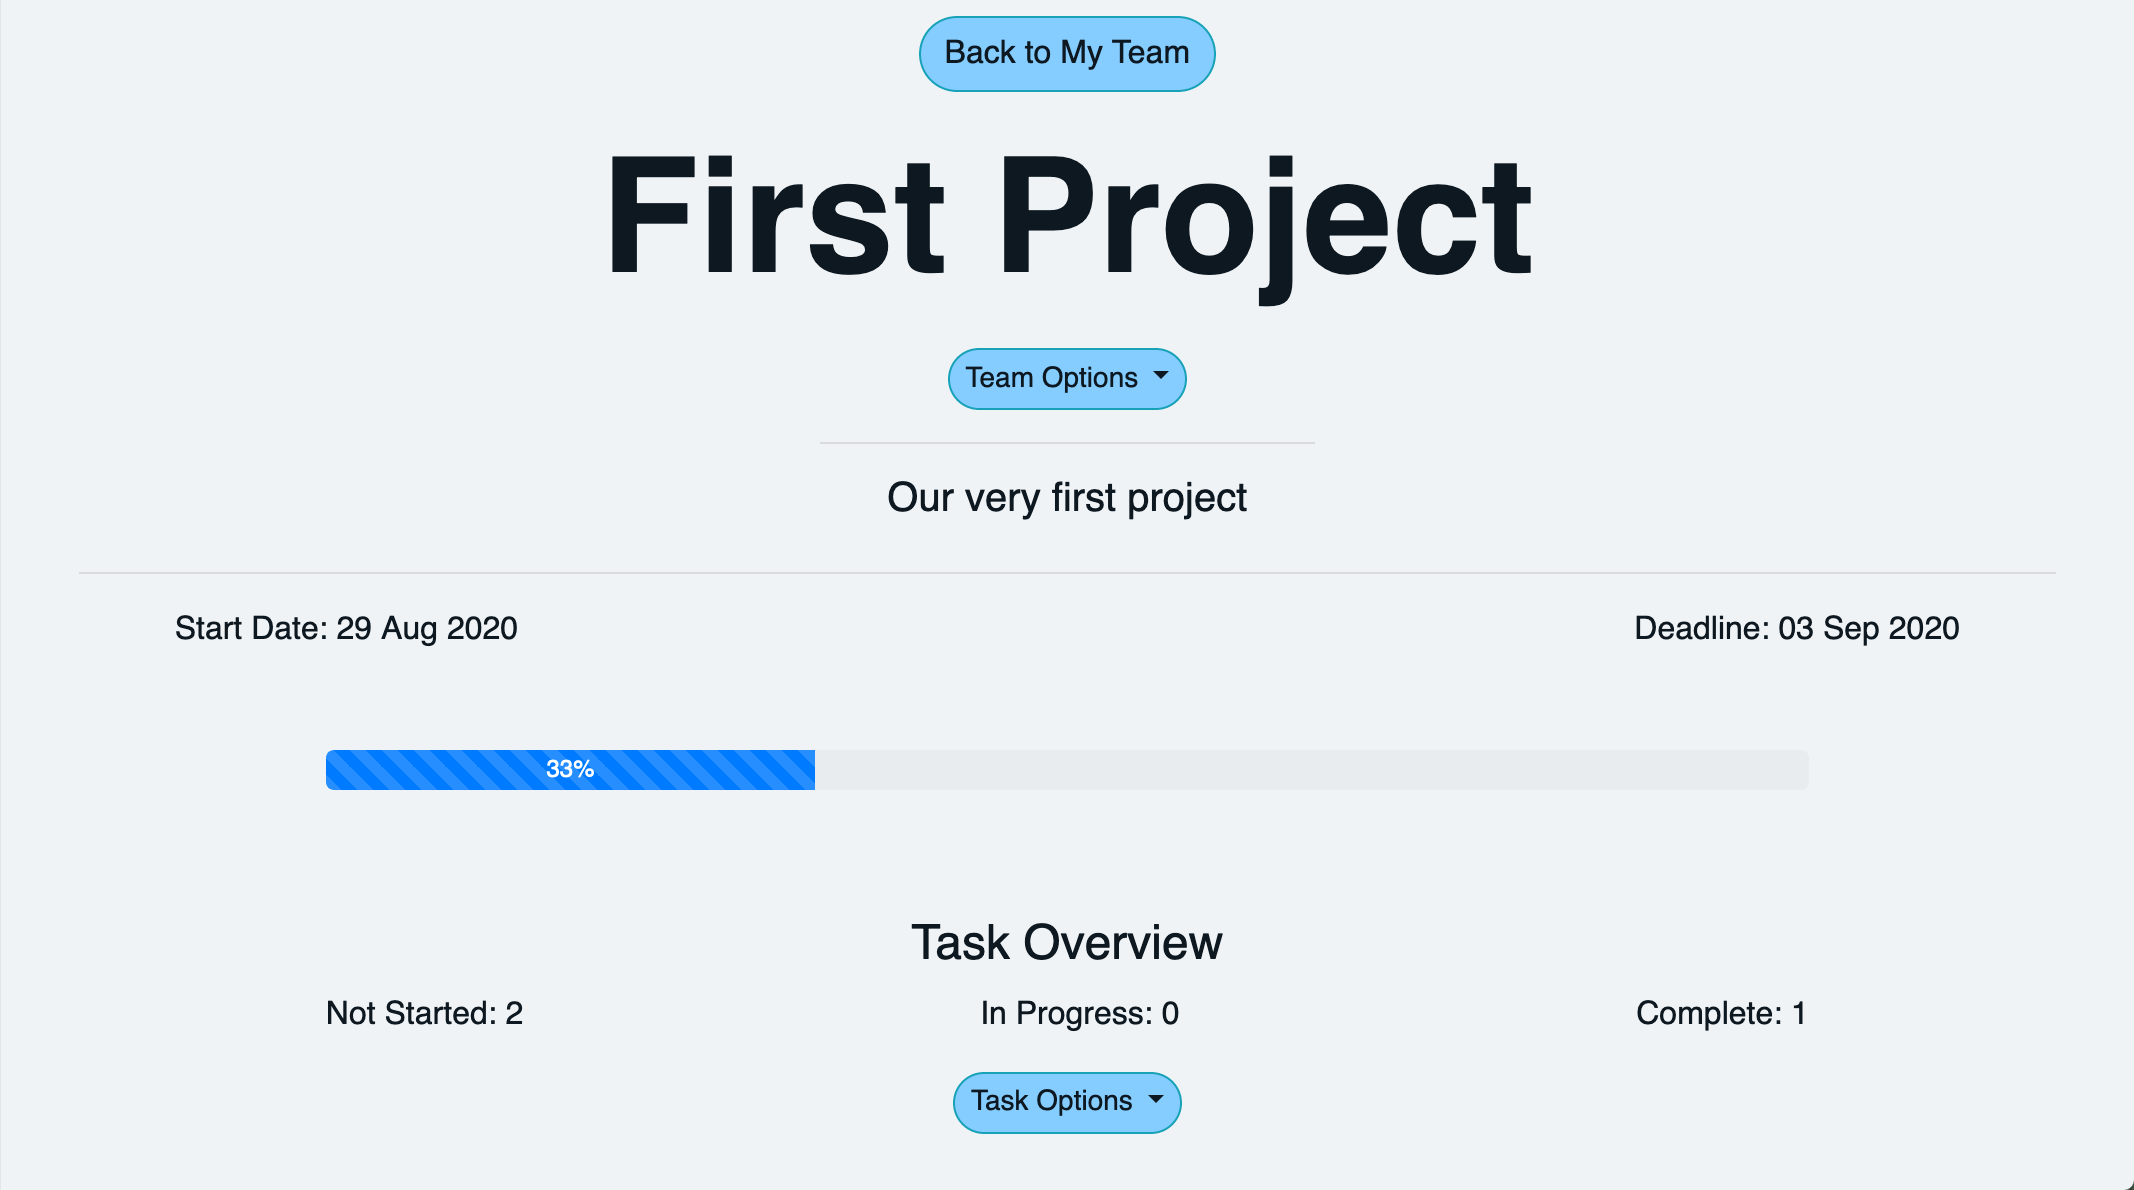 Back to My Team
First Project
Team Options
Our very first project
Start Date: 29 Aug 2020
Deadline: 03 Sep 2020
33%
Task Overview
Not Started: 2
In Progress: 0
Complete: 1
Task Options